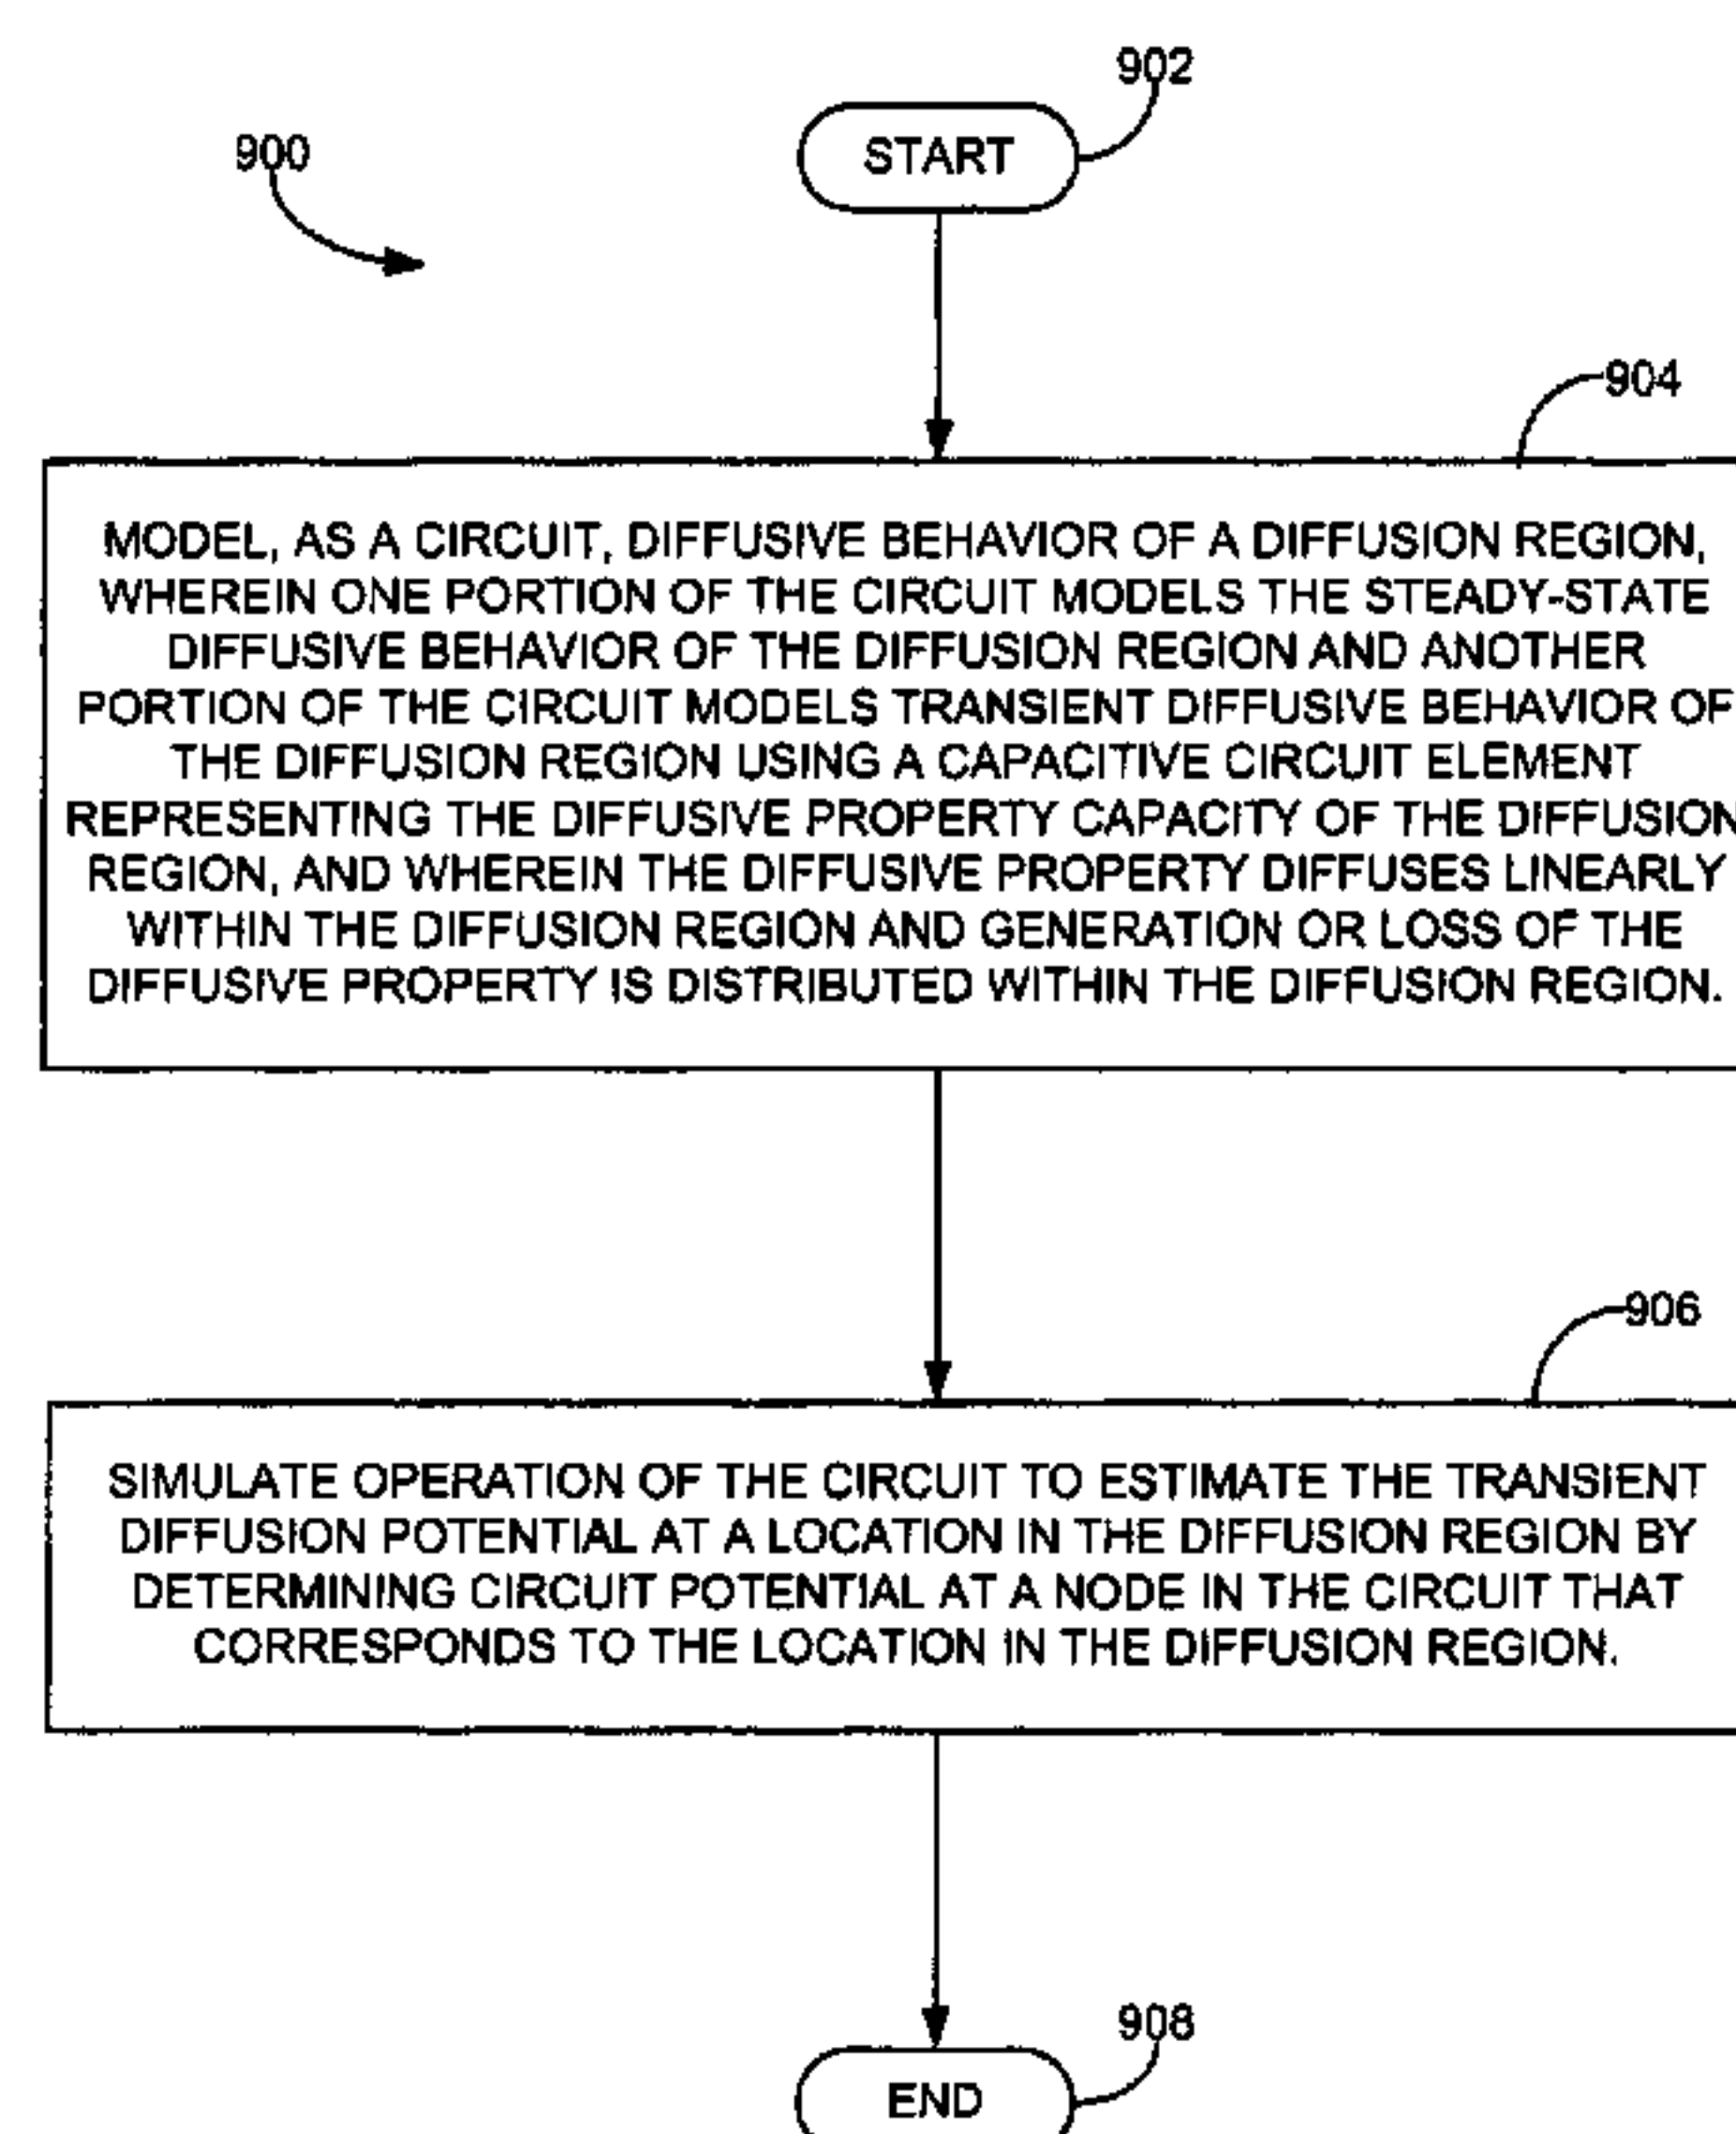 902
START
900
904
MODEL, AS A CIRCUIT, DIFFUSIVE BEHAVIOR OF A DIFFUSION REGION,
WHEREIN ONE PORTION OF THE CIRCUIT MODELS THE STEADY-STATE
DIFFUSIVE BEHAVIOR OF THE DIFFUSION REGION AND ANOTHER
PORTION OF THE CIRCUIT MODELS TRANSIENT DIFFUSIVE BEHAVIOR OF
THE DIFFUSION REGION USING A CAPACITIVE CIRCUIT ELEMENT
REPRESENTING THE DIFFUSIVE PROPERTY CAPACITY OF THE DIFFUSION
REGION, AND WHEREIN THE DIFFUSIVE PROPERTY DIFFUSES LINEARLY
WITHIN THE DIFFUSION REGION AND GENERATION OR LOSS OF THE
DIFFUSIVE PROPERTY IS DISTRIBUTED WITHIN THE DIFFUSION REGION.
906
SIMULATE OPERATION OF THE CIRCUIT TO ESTIMATE THE TRANSIENT
DIFFUSION POTENTIAL AT A LOCATION IN THE DIFFUSION REGION BY
DETERMINING CIRCUIT POTENTIAL AT A NODE IN THE CIRCUIT THAT
CORRESPONDS TO THE LOCATION IN THE DIFFUSION REGION.
908
END